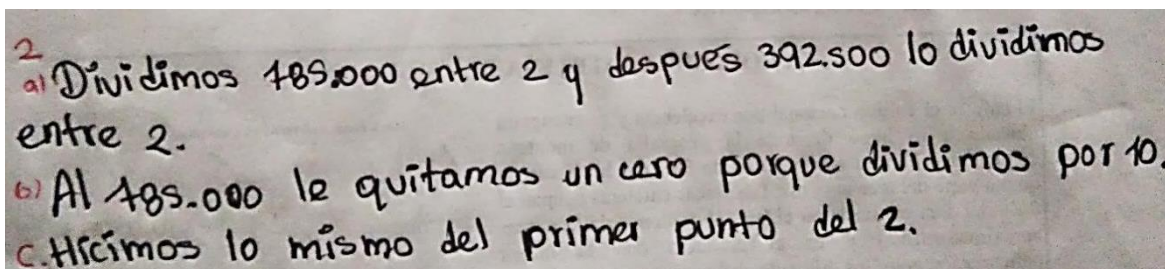 2
a) Dividimos 785.000 entre 2 y después 392.500 lo dividimos
entre 2.
b) Al 785.000 le quitamos un cero porque dividimos por 10.
c. Hicimos lo mismo del primer punto del 2.